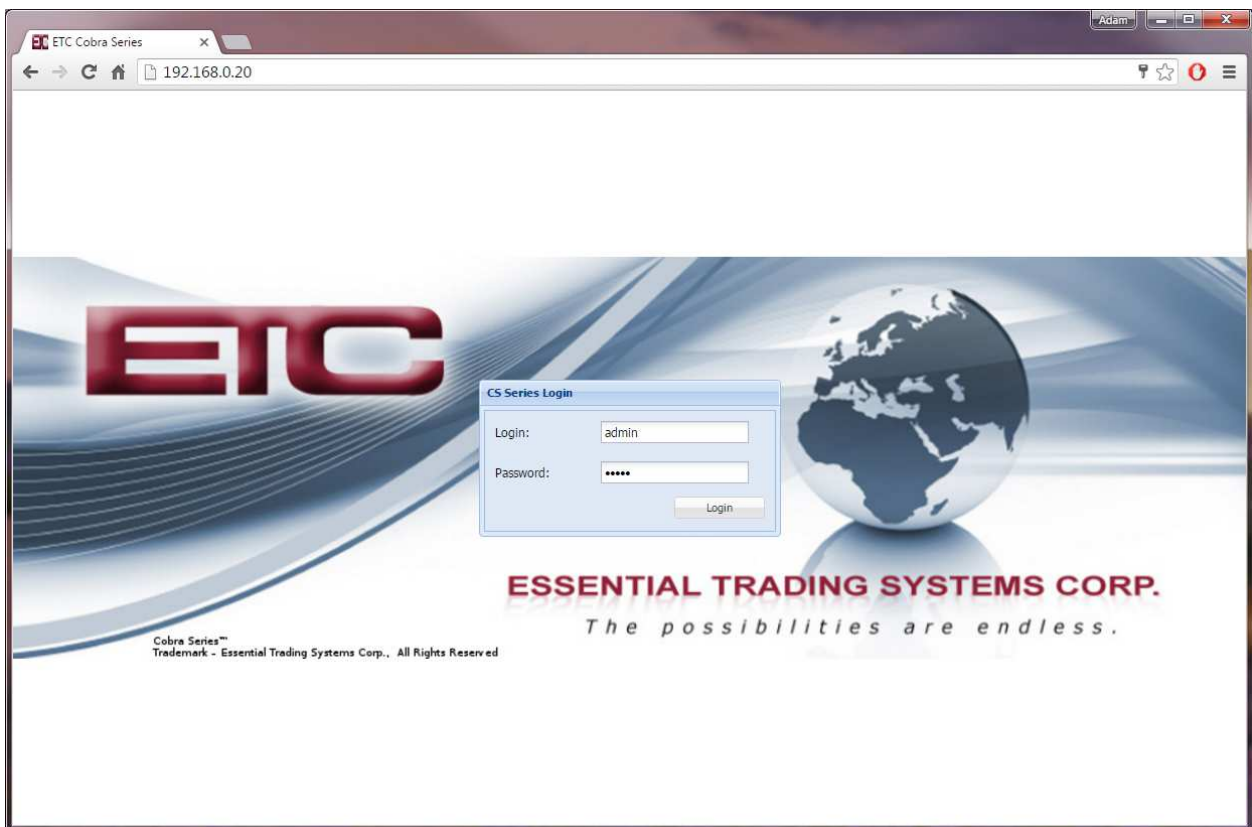 Adam
ETC Cobra Series
192.168.0.20
ETC
CS Series Login
Login: admin
Password: •••••
Login
ESSENTIAL TRADING SYSTEMS CORP.
The possibilities are endless.
Cobra Series™
Trademark - Essential Trading Systems Corp., All Rights Reserved